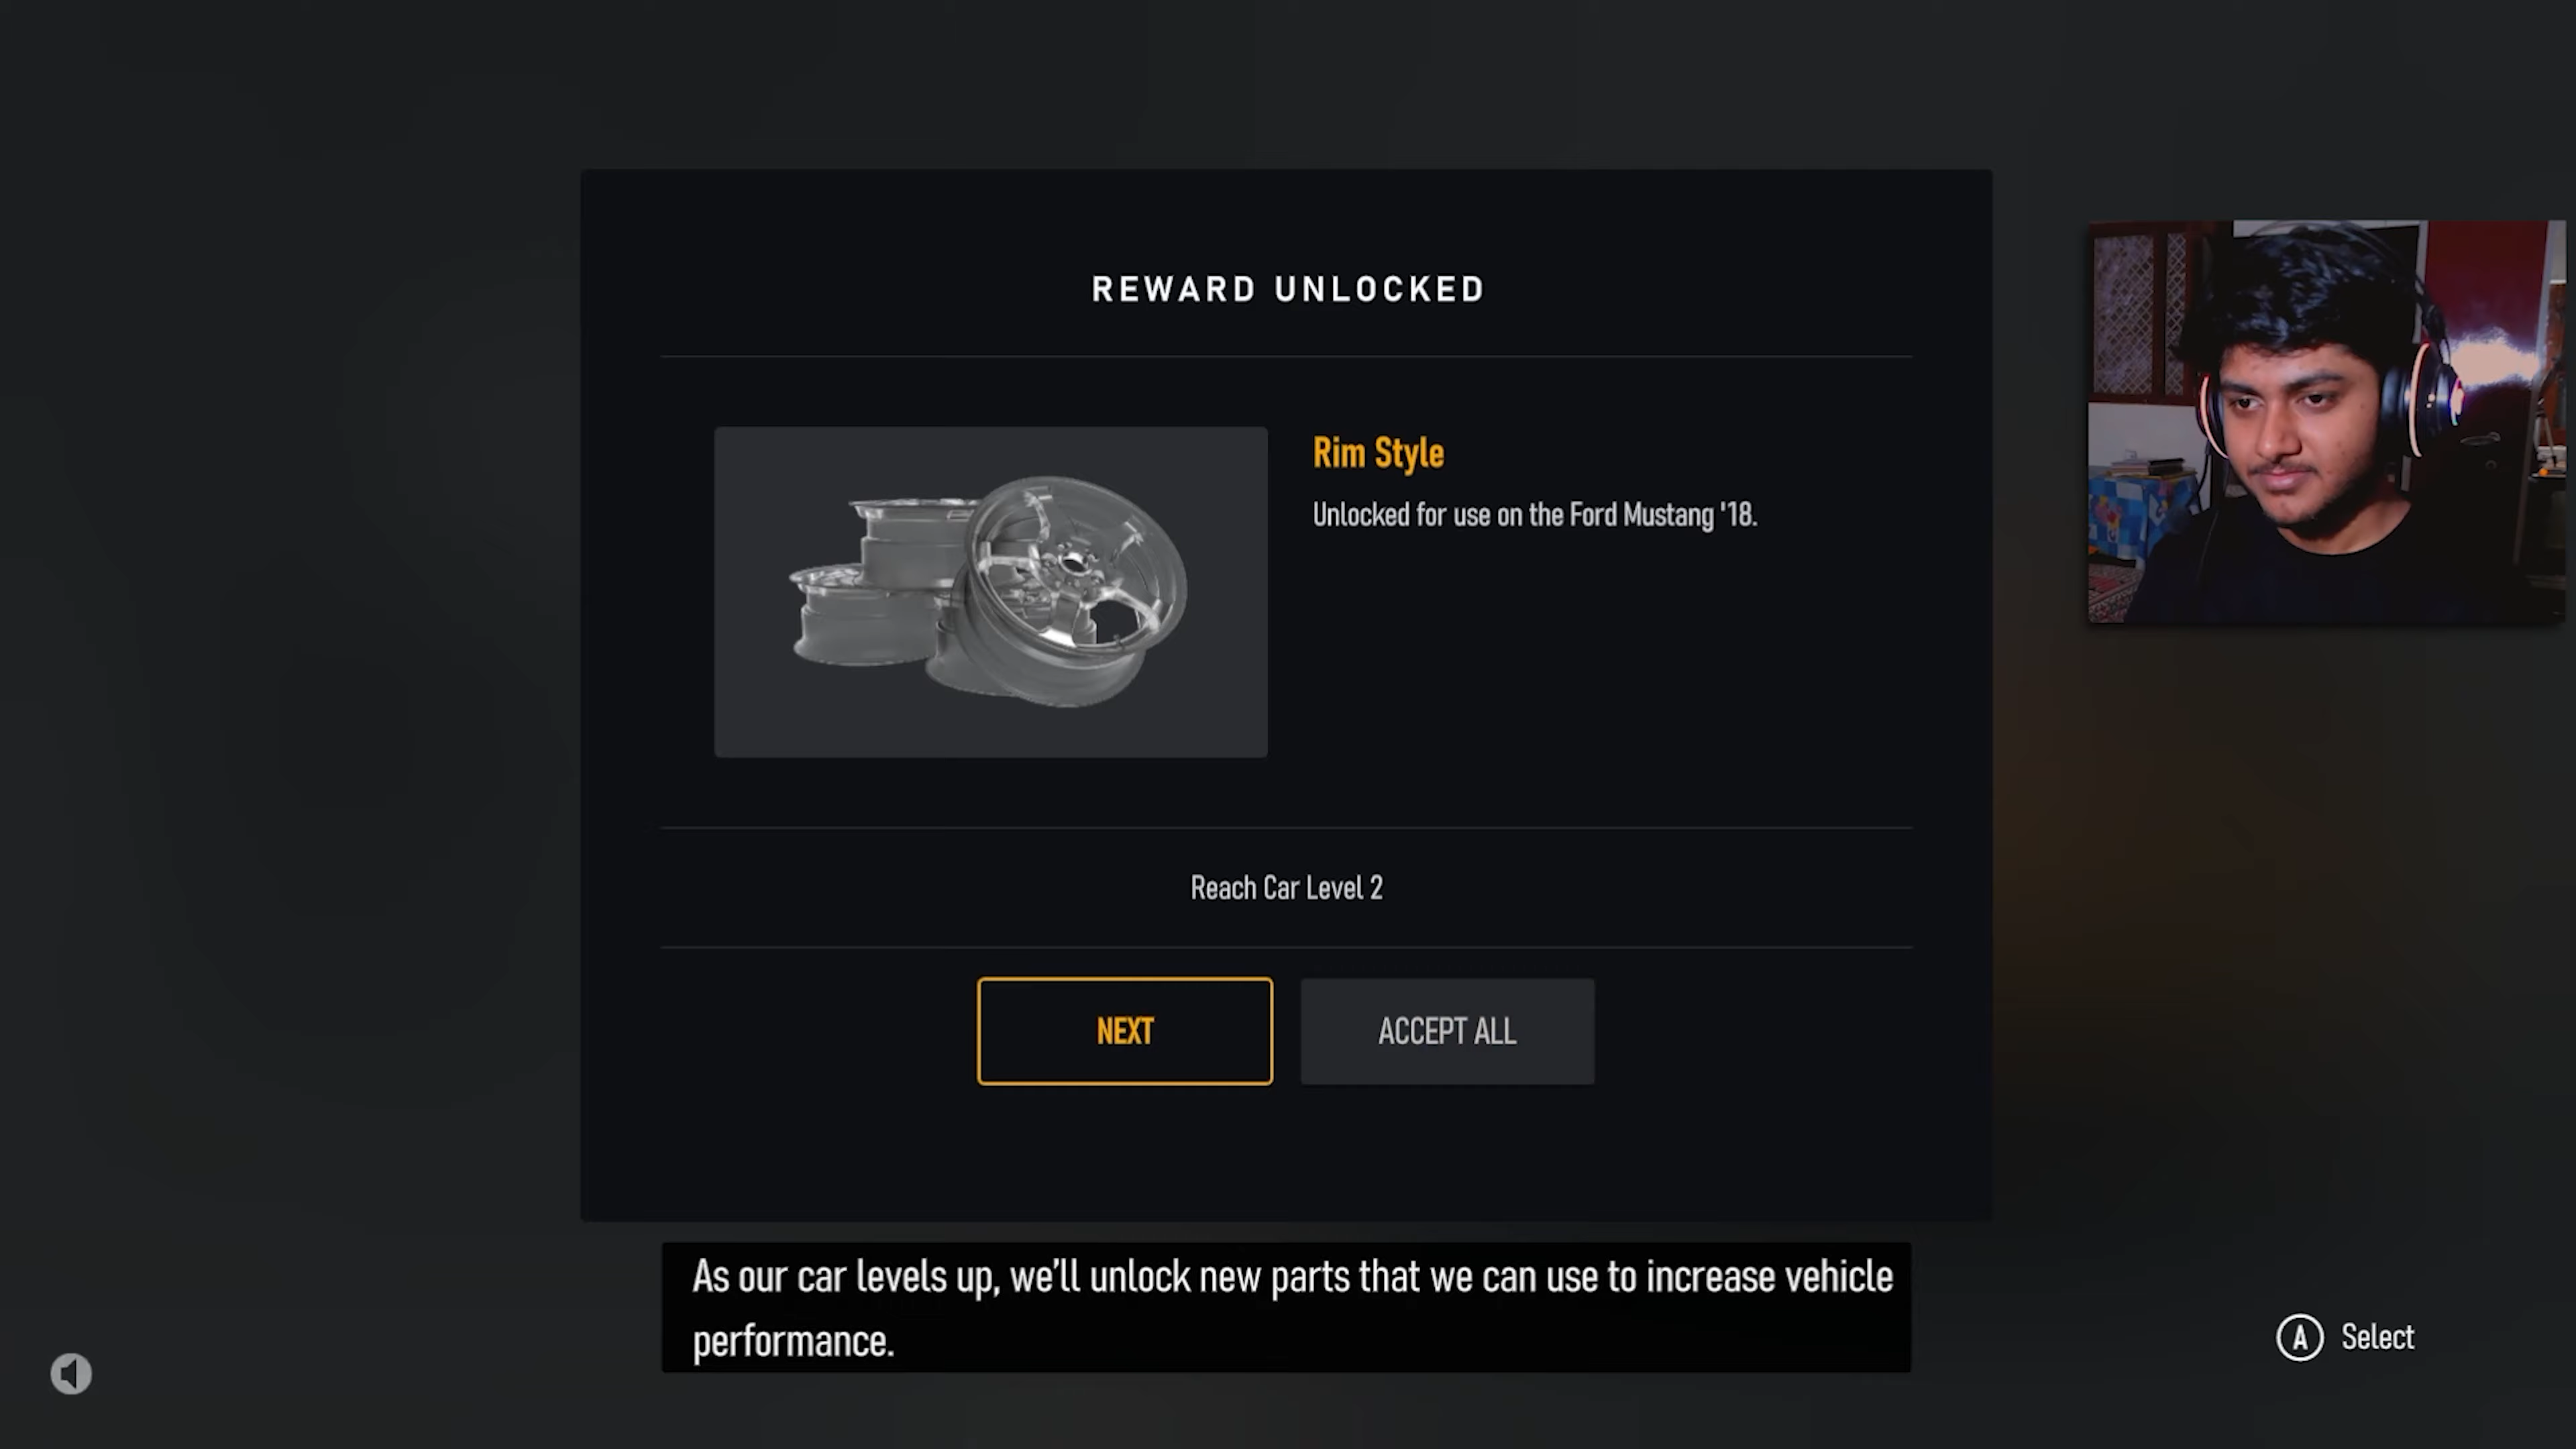 REWARD UNLOCKED
Rim Style
Unlocked for use on the Ford Mustang '18.
Reach Car Level 2
NEXT
ACCEPT ALL
As our car levels up, we’ll unlock new parts that we can use to increase vehicle
performance.
A Select